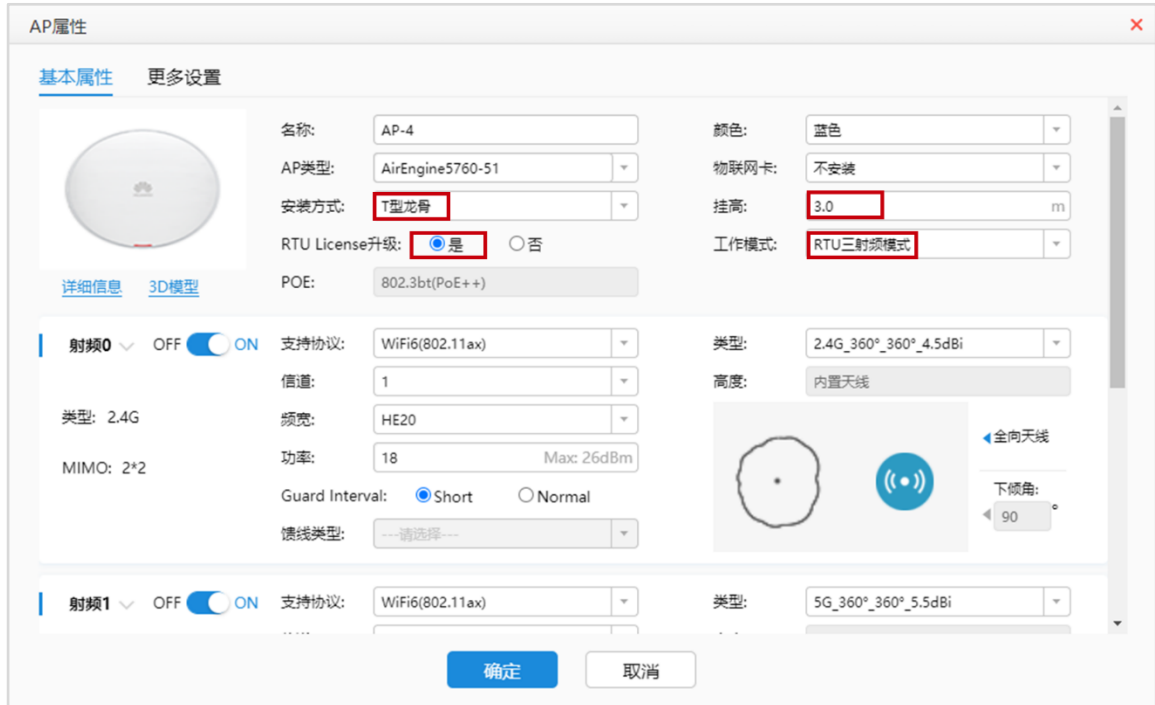 AP属性
基本属性 更多设置
名称: AP-4 颜色: 蓝色
AP类型: AirEngine5760-51 物联网卡: 不安装
安装方式: T型龙骨 挂高: 3.0 m
RTU License升级: 是 否 工作模式: RTU三射频模式
详细信息 3D模型 POE: 802.3bt(PoE++)
射频0 OFF ON 支持协议: WiFi6(802.11ax) 类型: 2.4G_360°_360°_4.5dBi
信道: 1 高度: 内置天线
类型: 2.4G 频宽: HE20
全向天线
MIMO: 2*2 功率: 18 Max: 26dBm
Guard Interval: Short Normal 下倾角:
90 °
馈线类型: ---请选择---
射频1 OFF ON 支持协议: WiFi6(802.11ax) 类型: 5G_360°_360°_5.5dBi
确定 取消